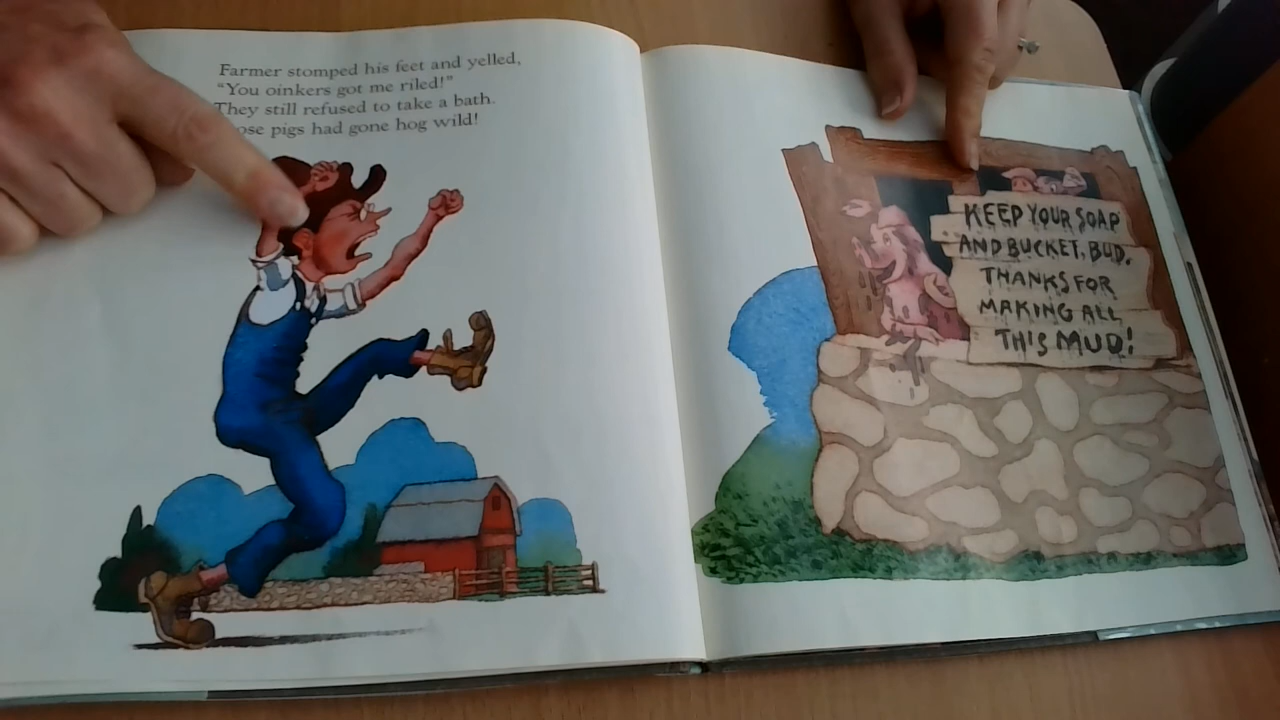 Farmer stomped his feet and yelled,
"You oinkers got me riled!"
They still refused to take a bath.
pigs had gone hog wild!
KEEP YOUR SOAP
AND BUCKET, BUD.
THANKS FOR
MAKING ALL
THIS MUD!